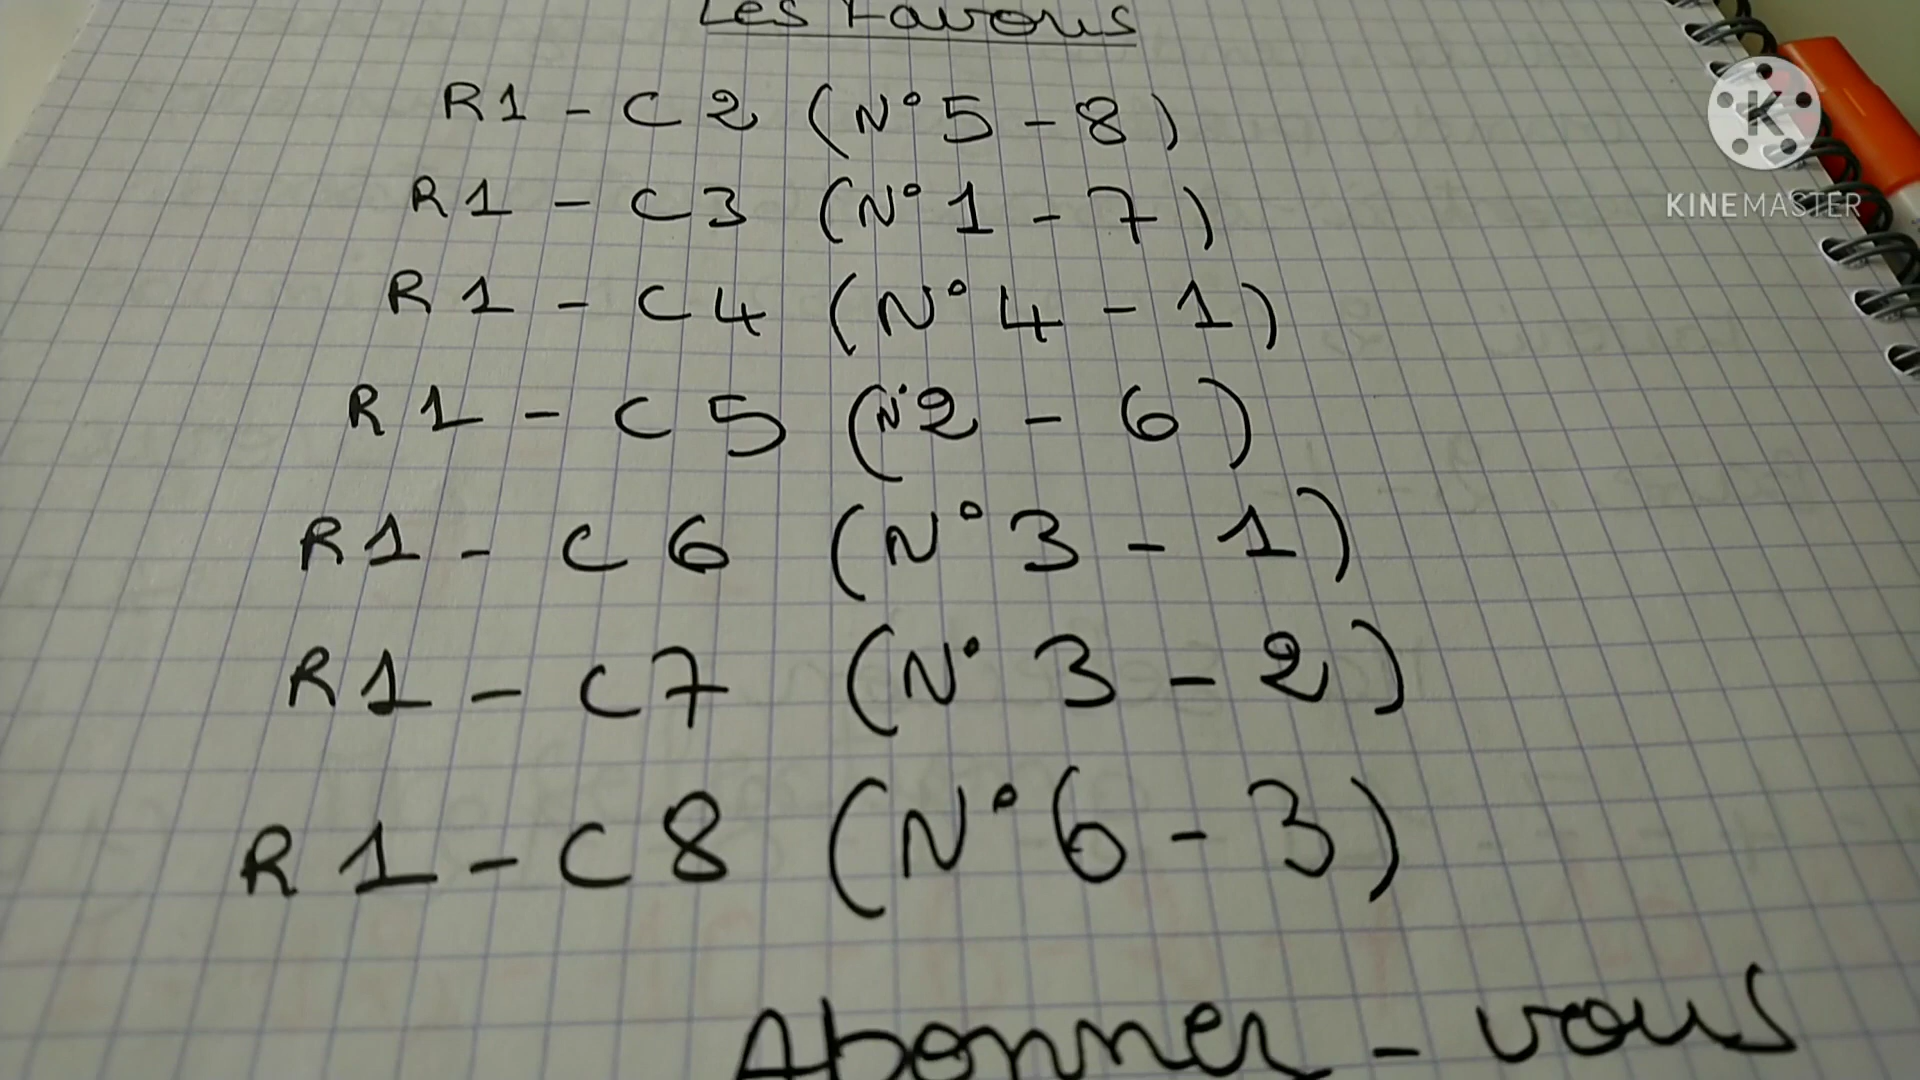 Les Favoris
R1 - C2 (N° 5 - 8)
R1 - C3 (N° 1 - 7)
R1 - C4 (N° 4 - 1)
R1 - C5 (N° 2 - 6)
R1 - C6 (N° 3 - 1)
R1 - C7 (N° 3 - 2)
R1 - C8 (N° 6 - 3)
Abonner - vous
K
KINEMASTER